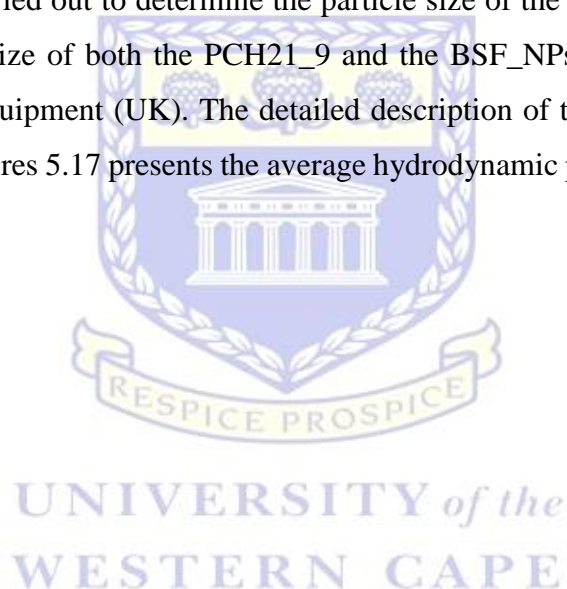 ried out to determine the particle size of the
ize of both the PCH21_9 and the BSF_NPs
uipment (UK). The detailed description of t
res 5.17 presents the average hydrodynamic p
RESPICE PROSPICE
UNIVERSITY of the
WESTERN CAPE